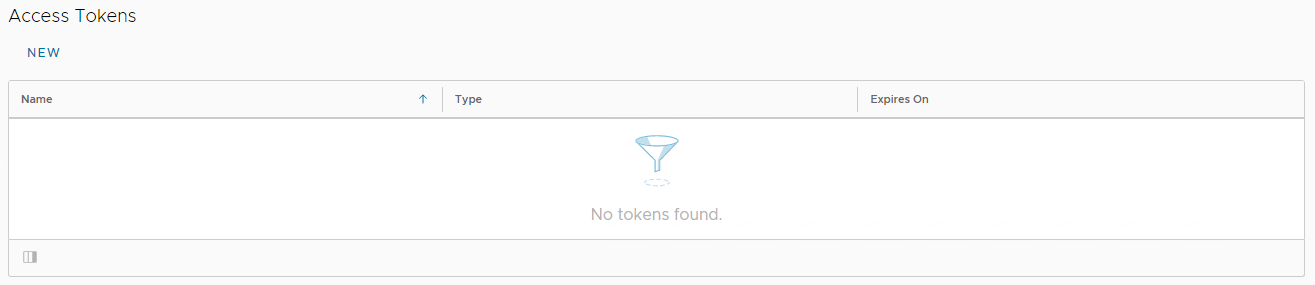 Access Tokens
NEW
Name
Type
Expires On
No tokens found.